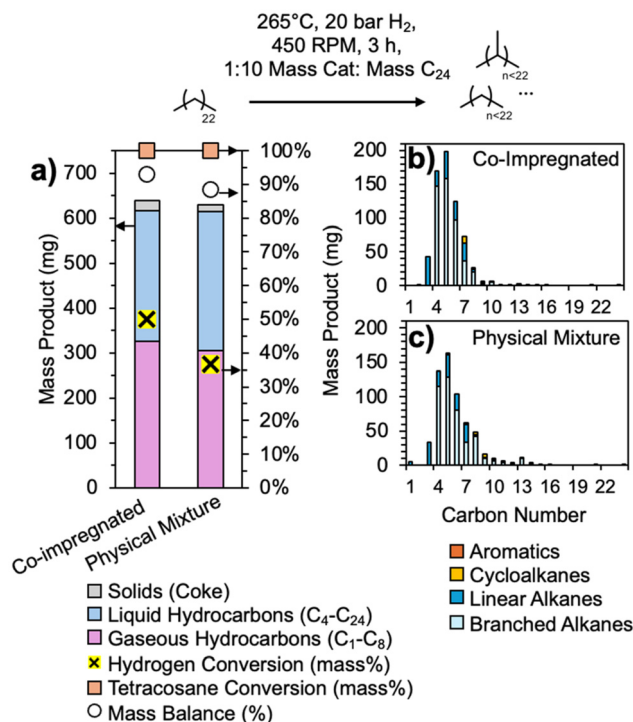 265°C, 20 bar H2,
450 RPM, 3 h,
1:10 Mass Cat: Mass C24
22
n<22
n<22
...
a)
Mass Product (mg)
700
600
500
400
300
200
100
0
100%
90%
80%
70%
60%
50%
40%
30%
20%
10%
0%
Co-impregnated
Physical Mixture
b)
Co-Impregnated
Mass Product (mg)
200
150
100
50
0
1 4 7 10 13 16 19 22
c)
Physical Mixture
200
150
100
50
0
1 4 7 10 13 16 19 22
Carbon Number
Aromatics
Cycloalkanes
Linear Alkanes
Branched Alkanes
Solids (Coke)
Liquid Hydrocarbons (C4-C24)
Gaseous Hydrocarbons (C1-C8)
Hydrogen Conversion (mass%)
Tetracosane Conversion (mass%)
Mass Balance (%)